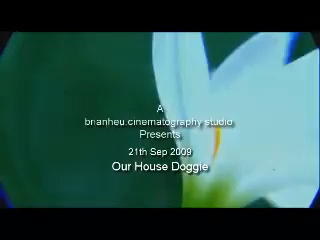 A
brianheu.cinematography studio
Presents
21th Sep 2009
Our House Doggie